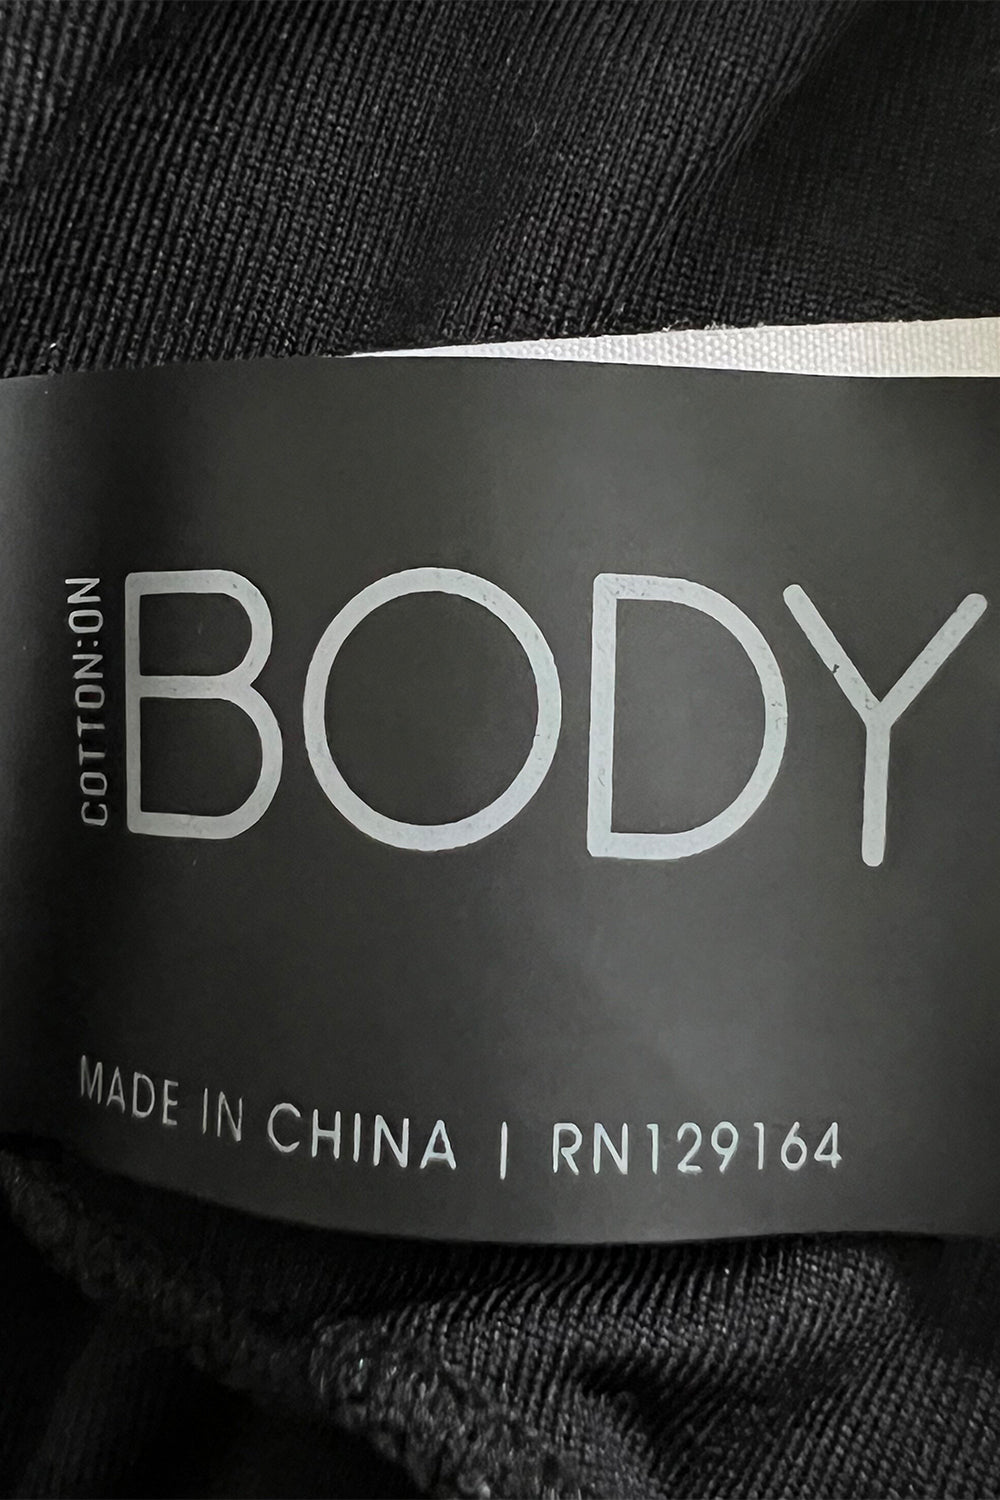 COTTON:ON
BODY
MADE IN CHINA | RN129164